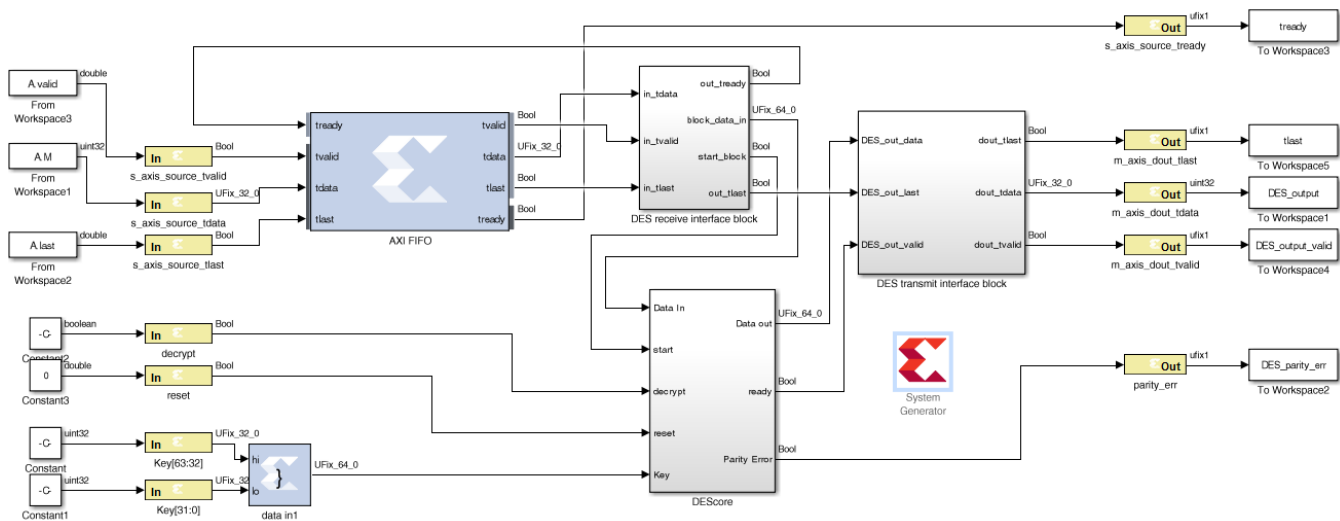 ufix1
Out
tready
s_axis_source_tready
To Workspace3
double
A.valid
From
Workspace3
uint32
A.M
From
Workspace1
double
A.last
From
Workspace2
In
Bool
s_axis_source_tvalid
In
UFix_32_0
s_axis_source_tdata
In
Bool
s_axis_source_tlast
tready
tvalid
tdata
tlast
tvalid
tdata
tlast
tready
AXI FIFO
Bool
UFix_32_0
Bool
Bool
in_tdata
in_tvalid
in_tlast
out_tready
block_data_in
start_block
out_tlast
DES receive interface block
Bool
UFix_64_0
Bool
Bool
DES_out_data
DES_out_last
DES_out_valid
dout_tlast
dout_tdata
dout_tvalid
DES transmit interface block
Bool
UFix_32_0
Bool
Out
ufix1
m_axis_dout_tlast
tlast
To Workspace5
Out
uint32
m_axis_dout_tdata
DES_output
To Workspace1
Out
ufix1
m_axis_dout_tvalid
DES_output_valid
To Workspace4
boolean
-C-
Constant2
In
Bool
decrypt
double
0
Constant3
In
Bool
reset
uint32
-C-
Constant
In
UFix_32_0
Key[63:32]
uint32
-C-
Constant1
In
UFix_32
Key[31:0]
hi
lo
}
data in1
UFix_64_0
Data In
start
decrypt
reset
Key
Data out
ready
Parity Error
DEScore
UFix_64_0
Bool
Bool
System
Generator
Out
ufix1
parity_err
DES_parity_err
To Workspace2